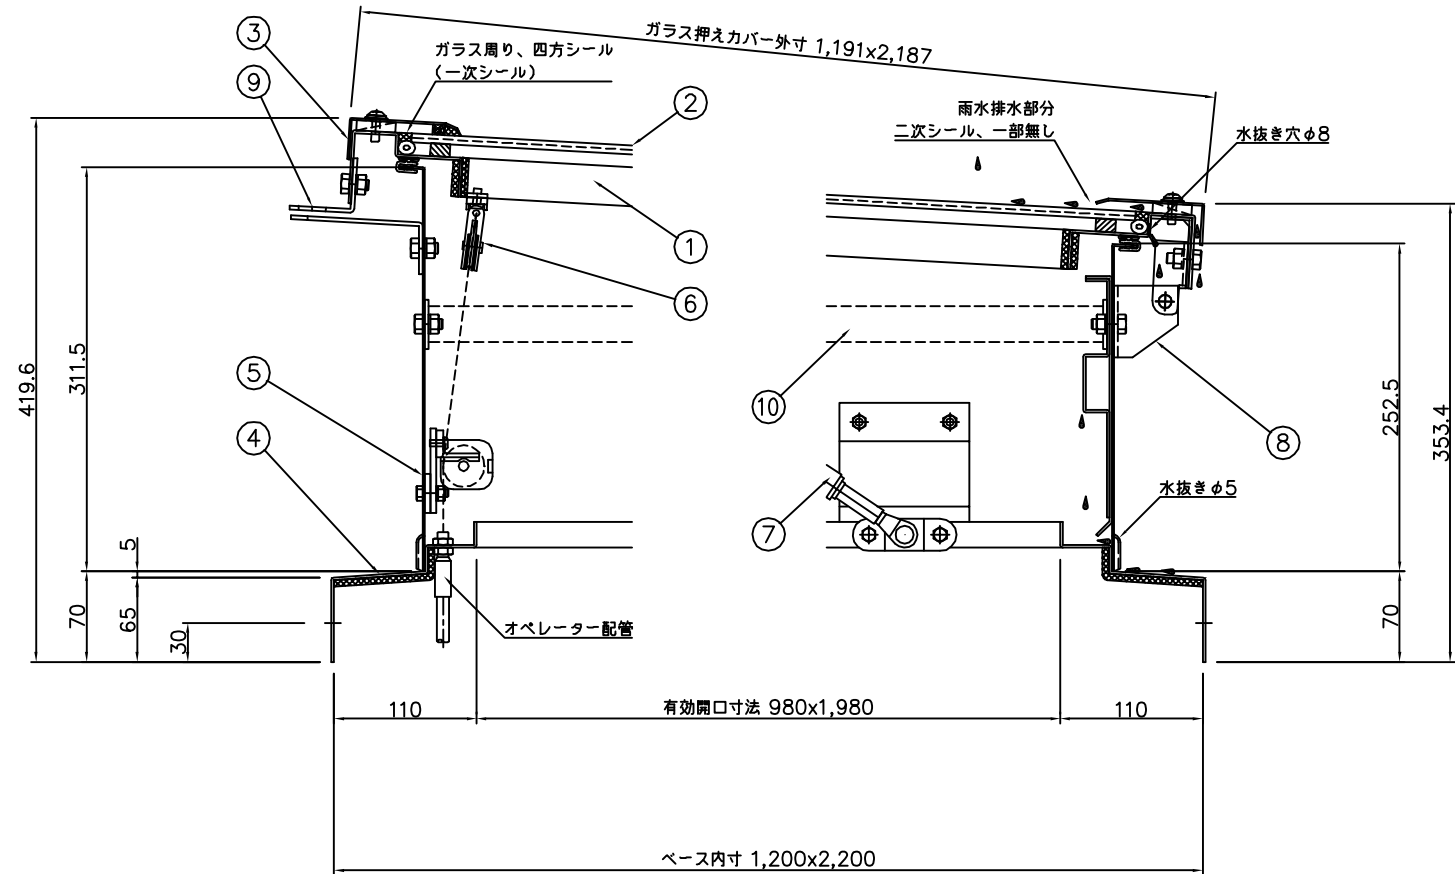 ガラス押えカバー外寸 1,191x2,187
③
ガラス周り、四方シール
(一次シール)
⑨
②
雨水排水部分
二次シール、一部無し
水抜き穴φ8
①
⑥
419.6
311.5
⑤
④
⑩
⑧
252.5
353.4
水抜きφ5
⑦
5
70
65
30
オペレーター配管
70
110
有効開口寸法 980x1,980
110
ベース内寸 1,200x2,200